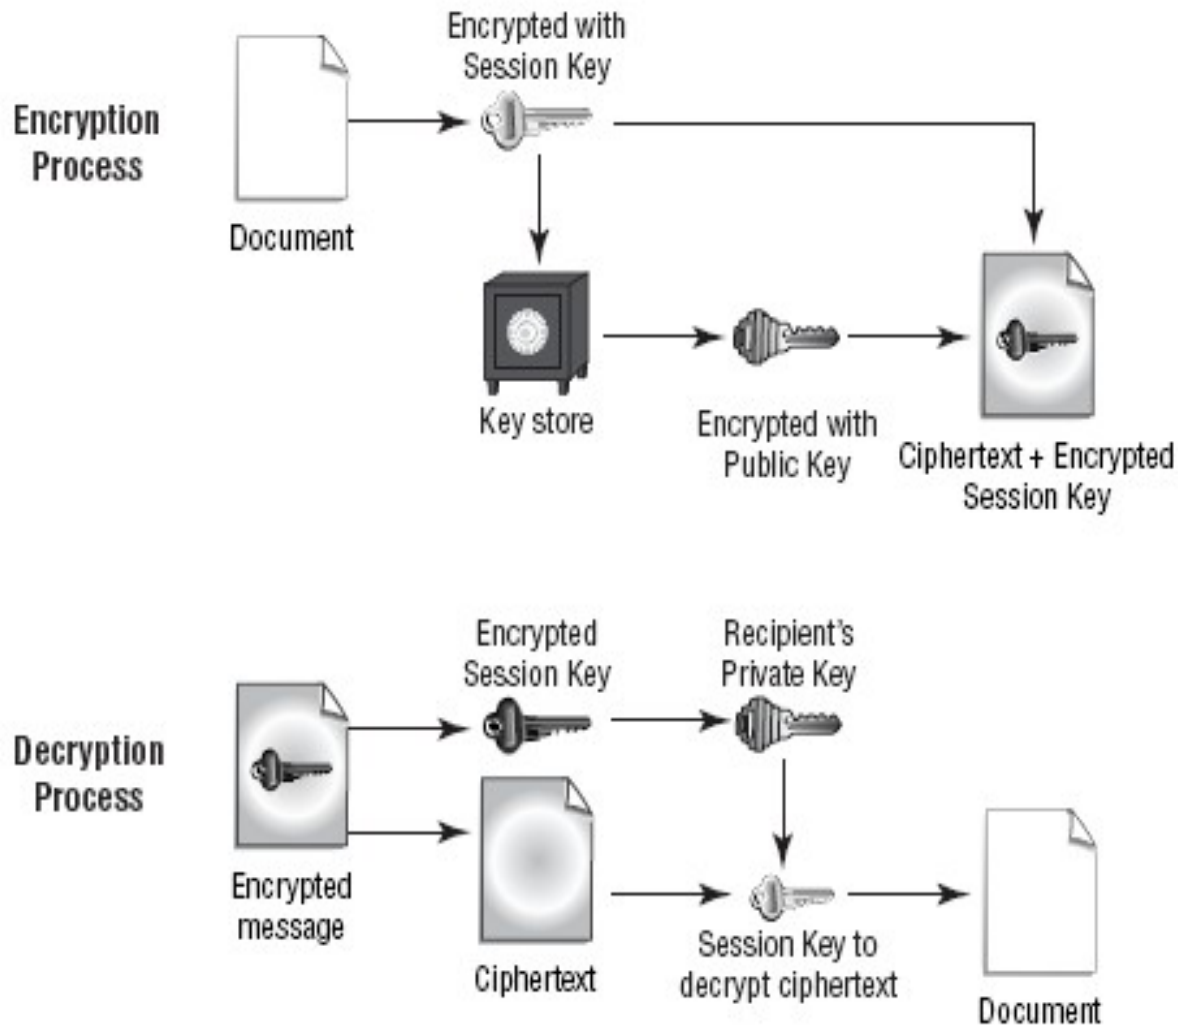 Encrypted with
Session Key
Encryption
Process
Document
Key store
Encrypted with
Public Key
Ciphertext + Encrypted
Session Key
Encrypted
Session Key
Recipient's
Private Key
Decryption
Process
Encrypted
message
Ciphertext
Session Key to
decrypt ciphertext
Document